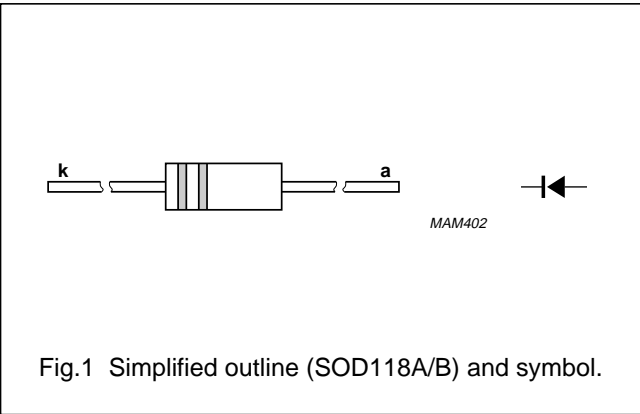 k
a
MAM402
Fig.1 Simplified outline (SOD118A/B) and symbol.